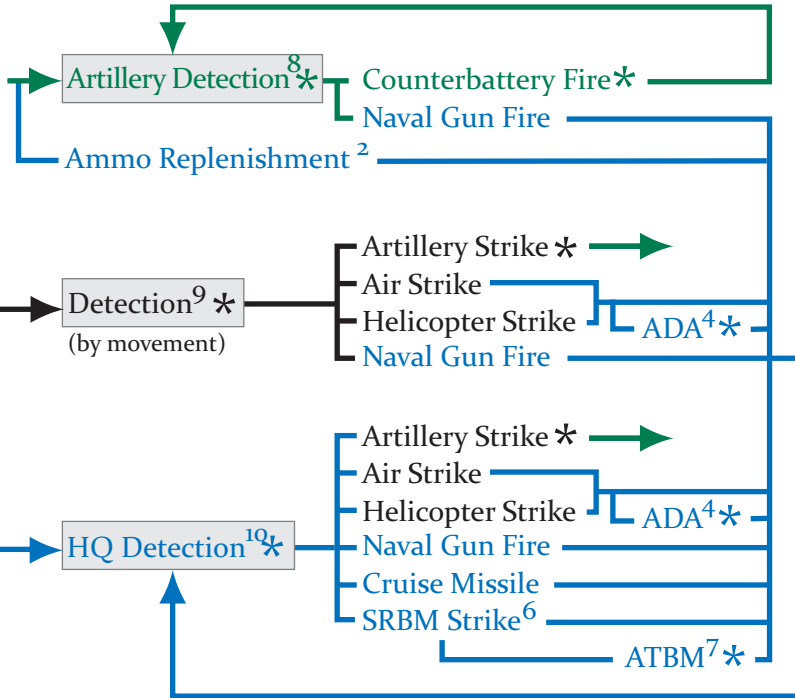 Artillery Detection⁸* Counterbattery Fire*
Naval Gun Fire
Ammo Replenishment ²
Artillery Strike *
Air Strike
Detection⁹ * Helicopter Strike ADA⁴*
(by movement) Naval Gun Fire
Artillery Strike *
Air Strike
Helicopter Strike ADA⁴*
HQ Detection¹⁰* Naval Gun Fire
Cruise Missile
SRBM Strike⁶
ATBM⁷*